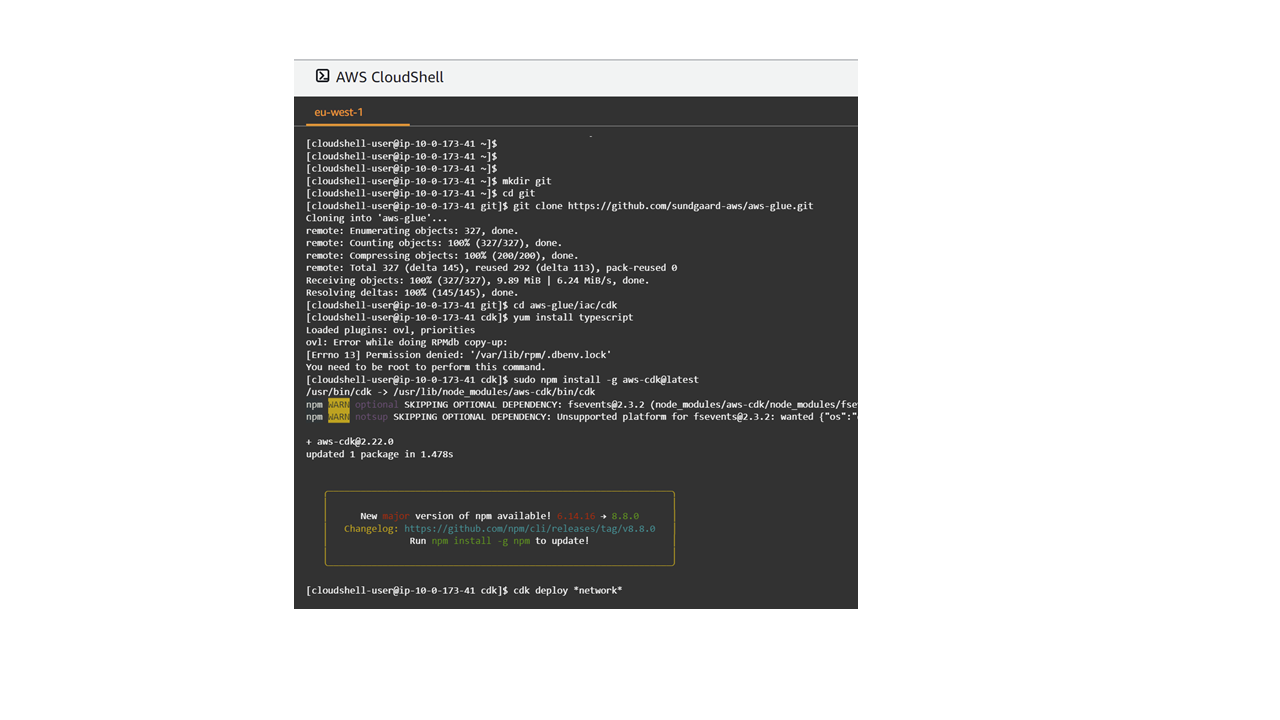 AWS CloudShell
eu-west-1
[cloudshell-user@ip-10-0-173-41 ~]$
[cloudshell-user@ip-10-0-173-41 ~]$
[cloudshell-user@ip-10-0-173-41 ~]$
[cloudshell-user@ip-10-0-173-41 ~]$ mkdir git
[cloudshell-user@ip-10-0-173-41 ~]$ cd git
[cloudshell-user@ip-10-0-173-41 git]$ git clone https://github.com/sundgaard-aws/aws-glue.git
Cloning into 'aws-glue'...
remote: Enumerating objects: 327, done.
remote: Counting objects: 100% (327/327), done.
remote: Compressing objects: 100% (200/200), done.
remote: Total 327 (delta 145), reused 292 (delta 113), pack-reused 0
Receiving objects: 100% (327/327), 9.89 MiB | 6.24 MiB/s, done.
Resolving deltas: 100% (145/145), done.
[cloudshell-user@ip-10-0-173-41 git]$ cd aws-glue/iac/cdk
[cloudshell-user@ip-10-0-173-41 cdk]$ yum install typescript
Loaded plugins: ovl, priorities
ovl: Error while doing RPMdb copy-up:
[Errno 13] Permission denied: '/var/lib/rpm/.dbenv.lock'
You need to be root to perform this command.
[cloudshell-user@ip-10-0-173-41 cdk]$ sudo npm install -g aws-cdk@latest
/usr/bin/cdk -> /usr/lib/node_modules/aws-cdk/bin/cdk
npm WARN optional SKIPPING OPTIONAL DEPENDENCY: fsevents@2.3.2 (node_modules/aws-cdk/node_modules/fse
npm WARN notsup SKIPPING OPTIONAL DEPENDENCY: Unsupported platform for fsevents@2.3.2: wanted {"os":"
+ aws-cdk@2.22.0
updated 1 package in 1.478s
New major version of npm available! 6.14.16 → 8.8.0
Changelog: https://github.com/npm/cli/releases/tag/v8.8.0
Run npm install -g npm to update!
[cloudshell-user@ip-10-0-173-41 cdk]$ cdk deploy *network*